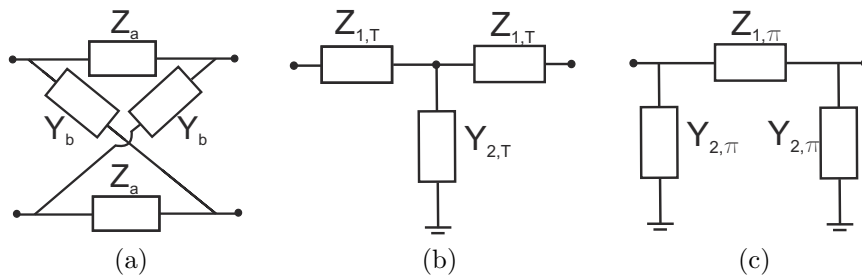 Z_a
Y_b Y_b
Z_a
(a)
Z_{1,T} Z_{1,T}
Y_{2,T}
(b)
Z_{1,π}
Y_{2,π} Y_{2,π}
(c)